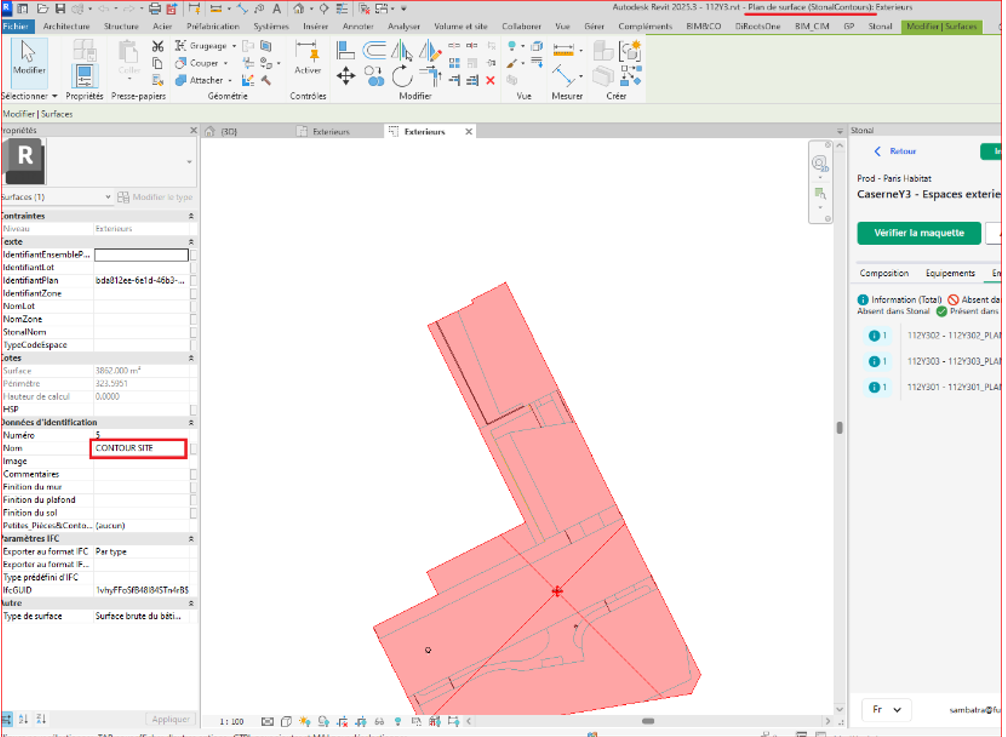 Autodesk Revit 2025.3 - 112Y3.rvt - Plan de surface (StonalContours): Exterieurs
Fichier Architecture Structure Acier Préfabrication Systèmes Insérer Annoter Analyser Volume et site Collaborer Vue Gérer Compléments BIM&CO DiRootsOne BIM_CIM GP Stonal Modifier | Surfaces
Modifier
Coller
Grugeage
Couper
Attacher
Activer
Sélectionner Propriétés Presse-papiers Géométrie Contrôles Modifier Vue Mesurer Créer
Modifier | Surfaces
Propriétés
(3D) Exterieurs Exterieurs
Stonal
R
Retour
Prod - Paris Habitat
CaserneY3 - Espaces exterie
Surfaces (1) Modifier le type
Contraintes
Niveau Exterieurs
Texte
IdentifiantEnsembleP...
IdentifiantLot
IdentifiantPlan bda812ee-6e1d-46b3-...
IdentifiantZone
NomLot
NomZone
StonalNom
TypeCodeEspace
Cotes
Surface 3862.000 m²
Périmètre 323.5951
Hauteur de calcul 0.0000
HSP
Données d'identification
Numéro 5
Nom CONTOUR SITE
Image
Commentaires
Finition du mur
Finition du plafond
Finition du sol
Petites_Pièces&Conto... (aucun)
Paramètres IFC
Exporter au format IFC Par type
Exporter au format IF...
Type prédéfini d'IFC
IfcGUID
Autre
Type de surface Surface brute du bâti...
Appliquer
1 : 100
Vérifier la maquette
Composition Equipements
Information (Total) Absent da
Absent dans Stonal Présent dans
1 112Y302 - 112Y302_PLA
1 112Y303 - 112Y303_PLA
1 112Y301 - 112Y301_PLA
Fr sambatra@fu